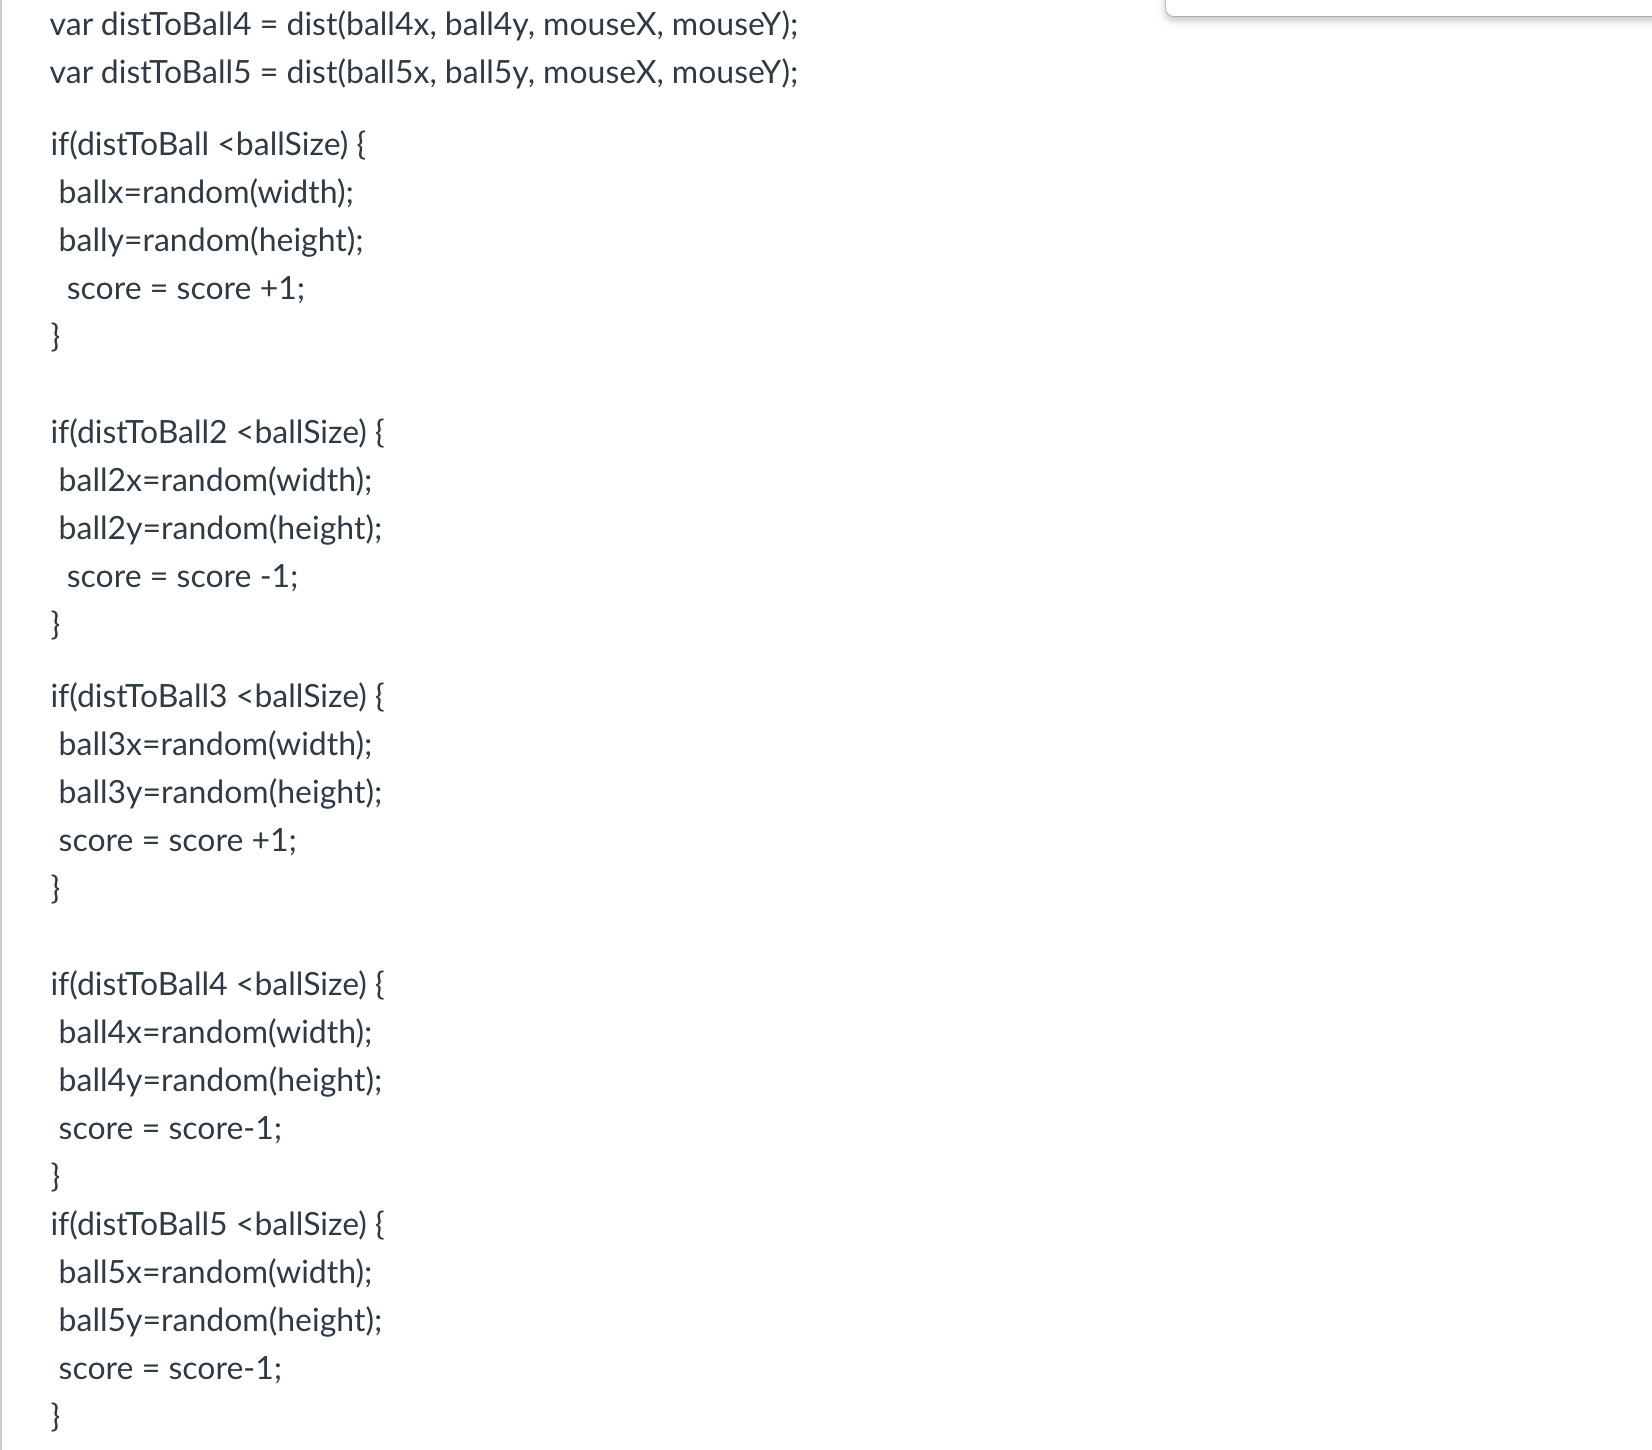 var distToBall4 = dist(ball4x, ball4y, mouseX, mouseY);
var distToBall5 = dist(ball5x, ball5y, mouseX, mouseY);
if(distToBall <ballSize) {
ballx=random(width);
bally=random(height);
score = score +1;
}
if(distToBall2 <ballSize) {
ball2x=random(width);
ball2y=random(height);
score = score -1;
}
if(distToBall3 <ballSize) {
ball3x=random(width);
ball3y=random(height);
score = score +1;
}
if(distToBall4 <ballSize) {
ball4x=random(width);
ball4y=random(height);
score = score-1;
}
if(distToBall5 <ballSize) {
ball5x=random(width);
ball5y=random(height);
score = score-1;
}